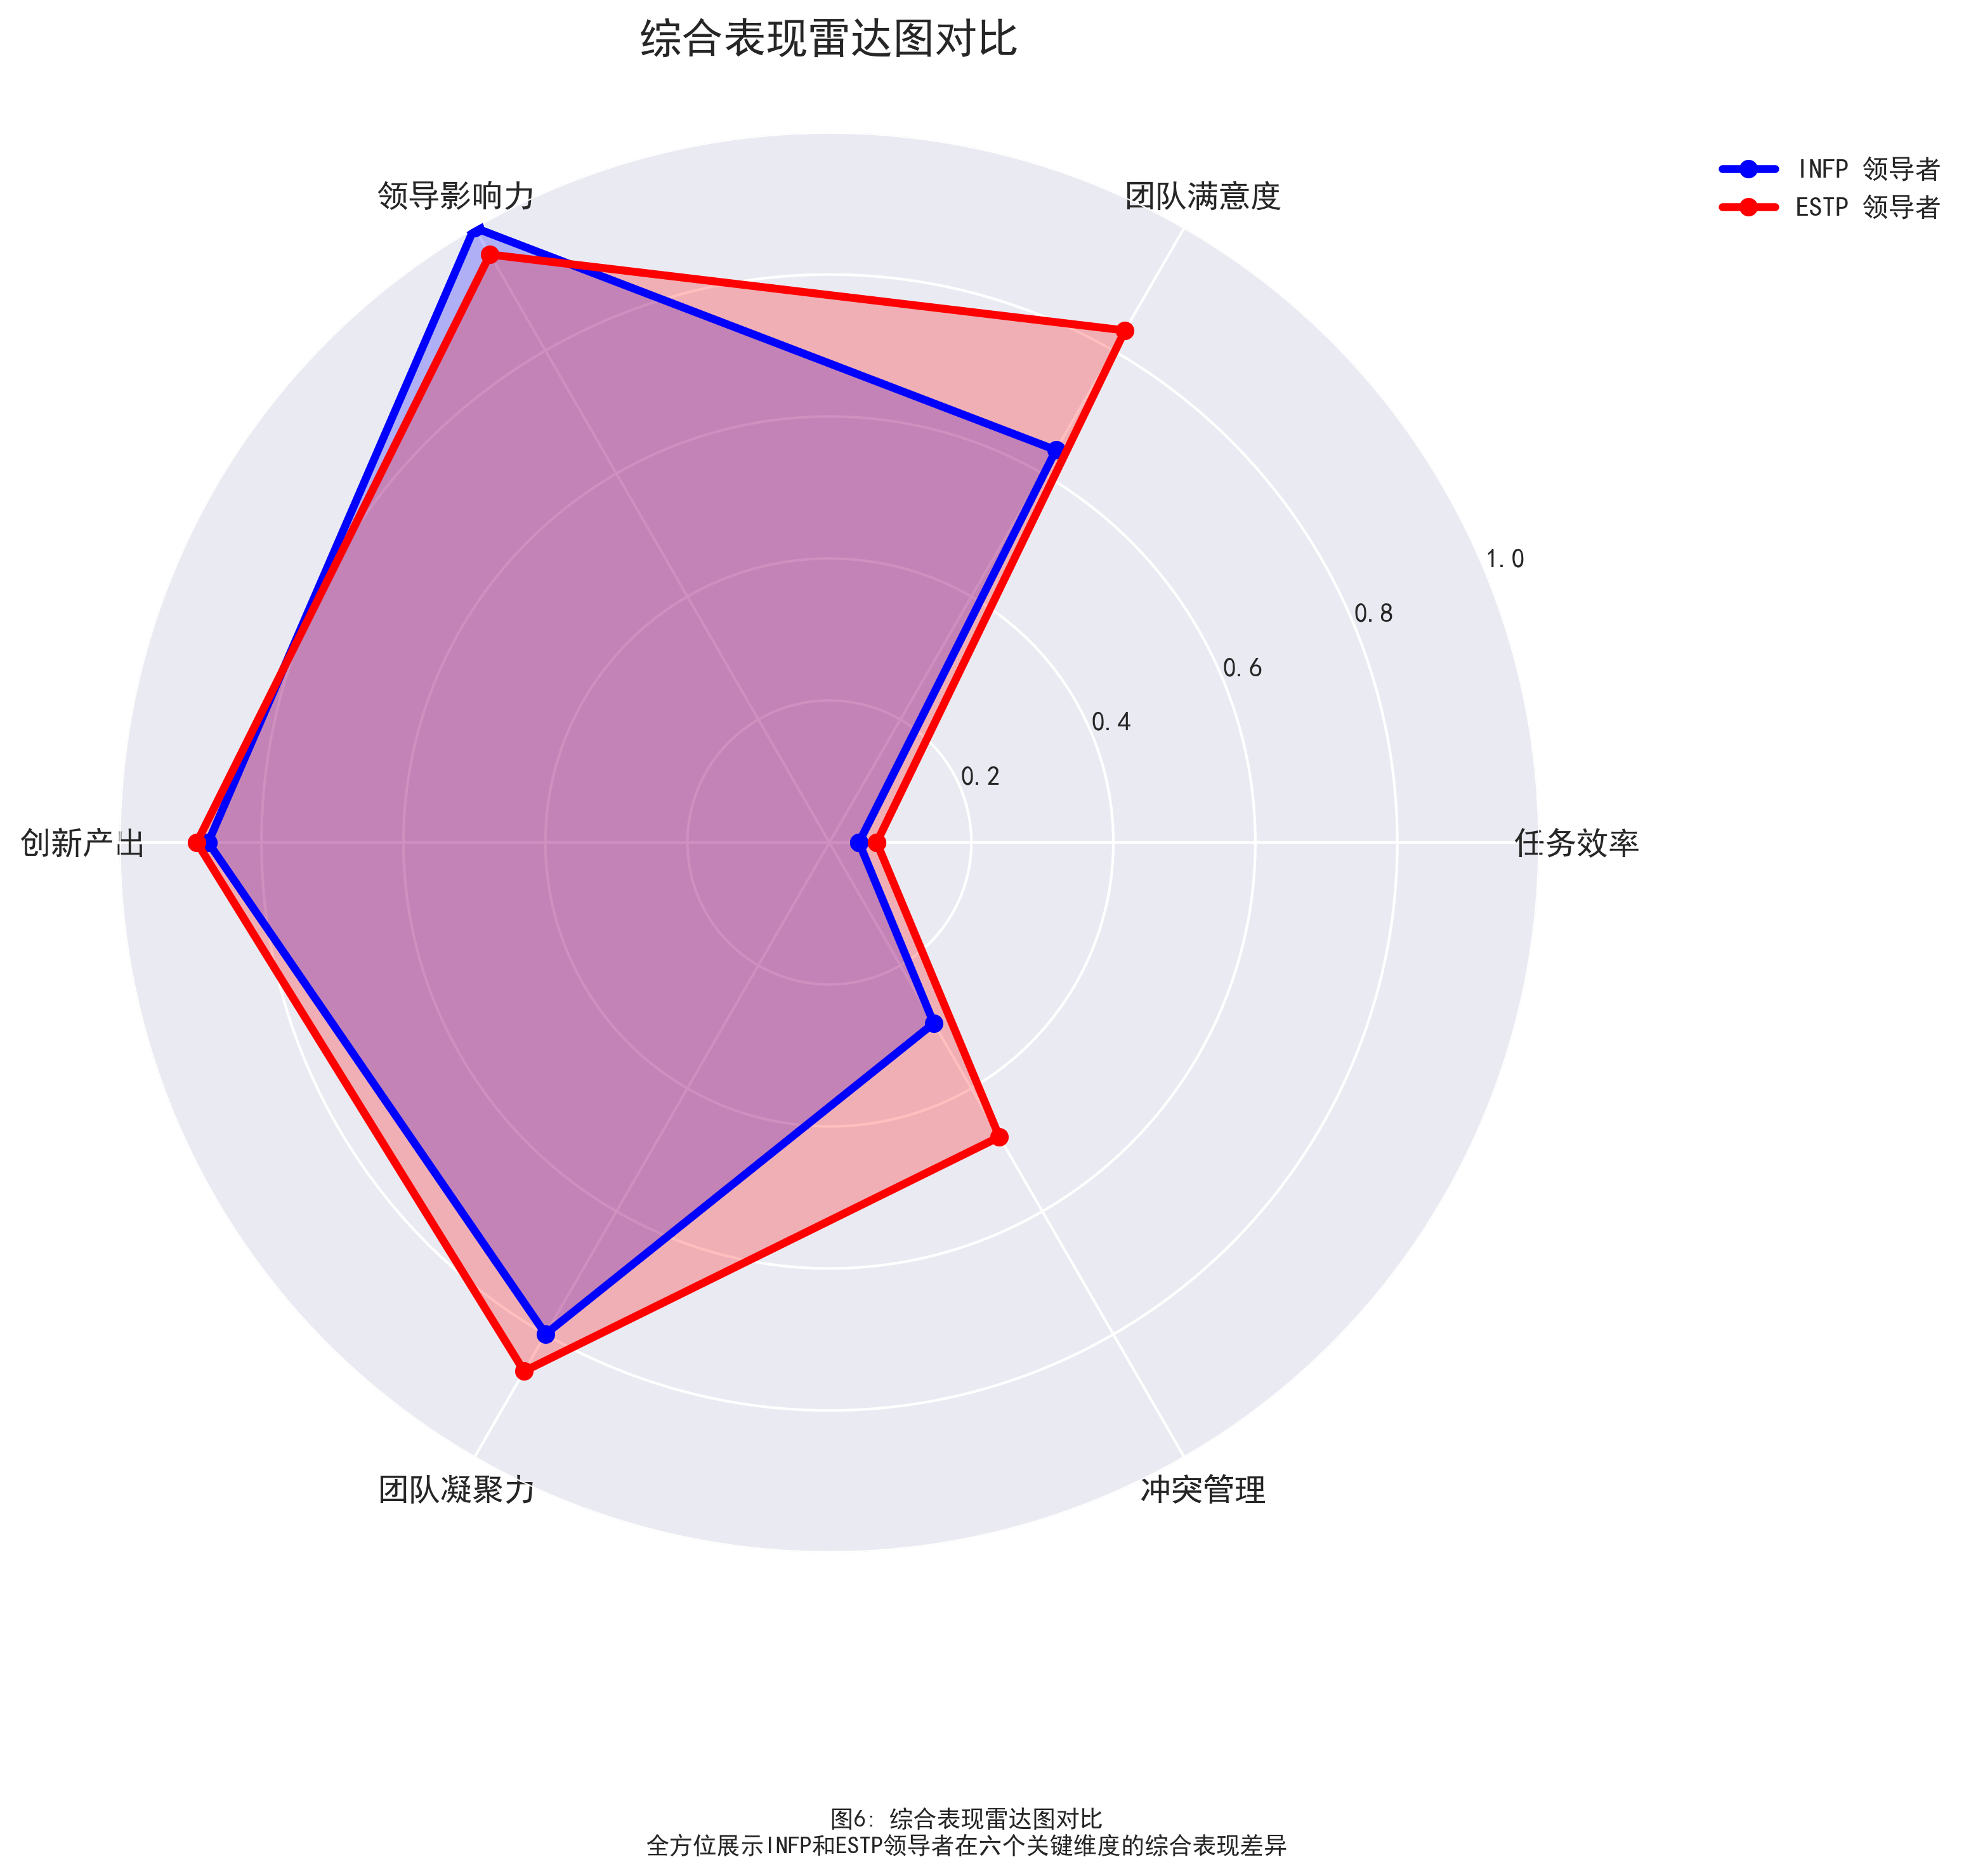 综合表现雷达图对比
INFP 领导者
ESTP 领导者
领导影响力
团队满意度
1.0
0.8
0.6
0.4
0.2
创新产出
任务效率
团队凝聚力
冲突管理
图6: 综合表现雷达图对比
全方位展示INFP和ESTP领导者在六个关键维度的综合表现差异